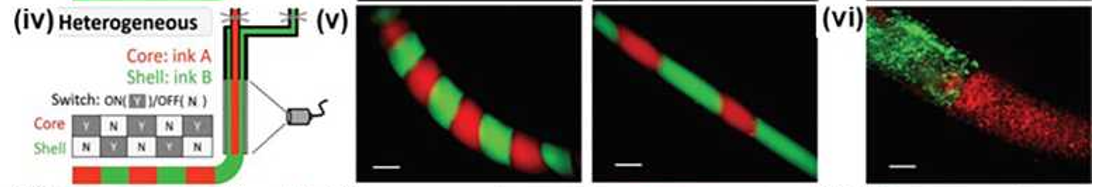 (iv) Heterogeneous
Core: ink A
Shell: ink B
Switch: ON( Y )/OFF( N )
Core Y N Y N Y
Shell N Y N Y N
(v)
(vi)